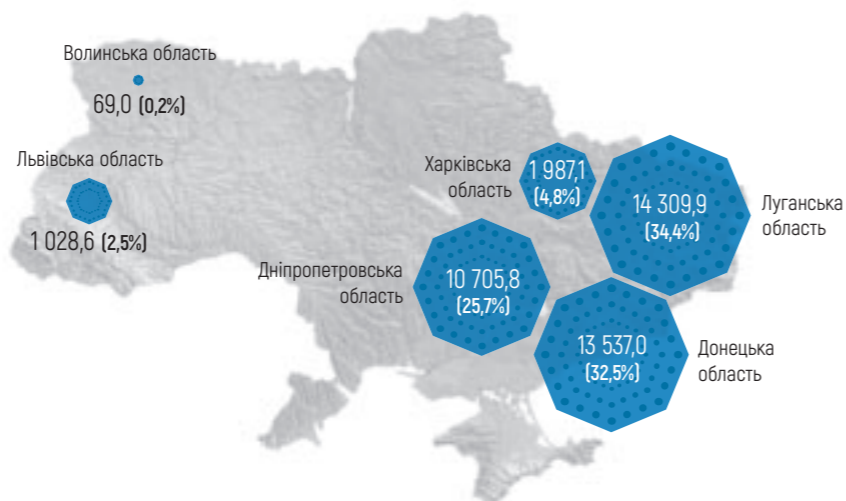 Волинська область
69,0 (0,2%)
Львівська область
1 028,6 (2,5%)
Харківська
область
1 987,1
(4,8%)
14 309,9
(34,4%)
Луганська
область
Дніпропетровська
область
10 705,8
(25,7%)
13 537,0
(32,5%)
Донецька
область